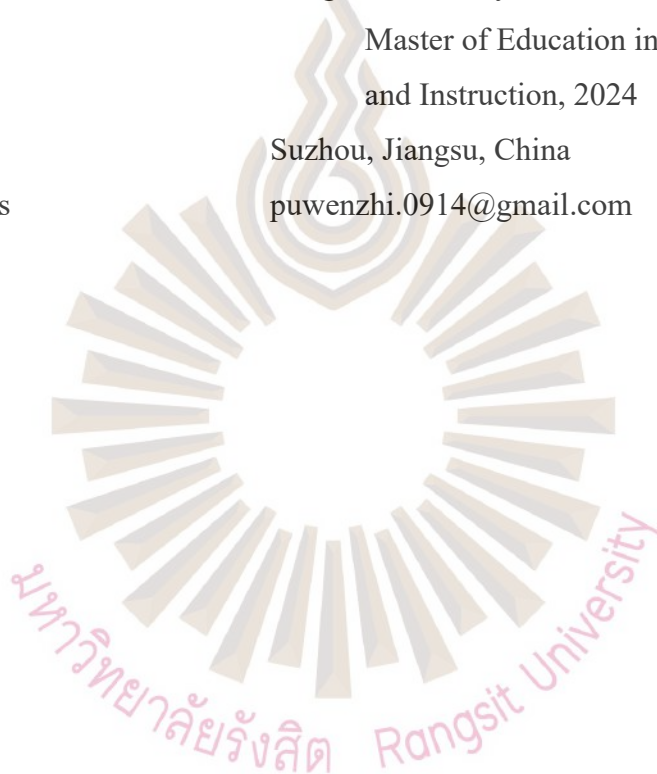 Master of Education in
and Instruction, 2024
Suzhou, Jiangsu, China
s
puwenzhi.0914@gmail.com
มหาวิทยาลัยรังสิต Rangsit University